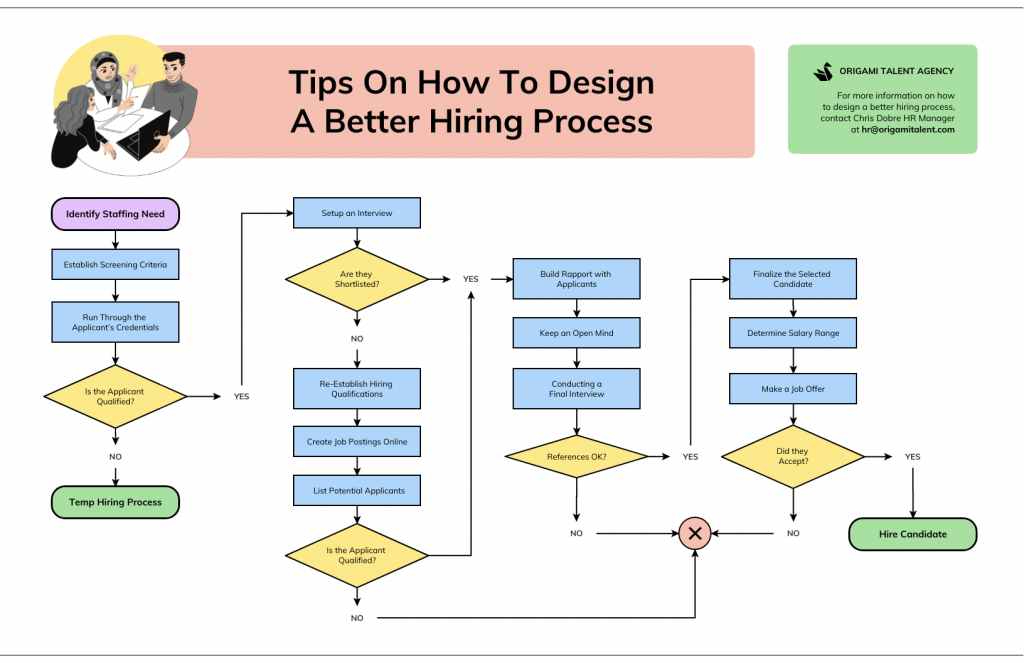 Tips On How To Design
A Better Hiring Process
ORIGAMI TALENT AGENCY
For more information on how
to design a better hiring process,
contact Chris Dobre HR Manager
at hr@origamitalent.com
Identify Staffing Need
Establish Screening Criteria
Run Through the
Applicant's Credentials
Is the Applicant
Qualified?
YES
NO
Temp Hiring Process
Setup an Interview
Are they
Shortlisted?
YES
NO
Re-Establish Hiring
Qualifications
Create Job Postings Online
List Potential Applicants
Is the Applicant
Qualified?
NO
Build Rapport with
Applicants
Keep an Open Mind
Conducting a
Final Interview
References OK?
YES
NO
Finalize the Selected
Candidate
Determine Salary Range
Make a Job Offer
Did they
Accept?
YES
NO
Hire Candidate